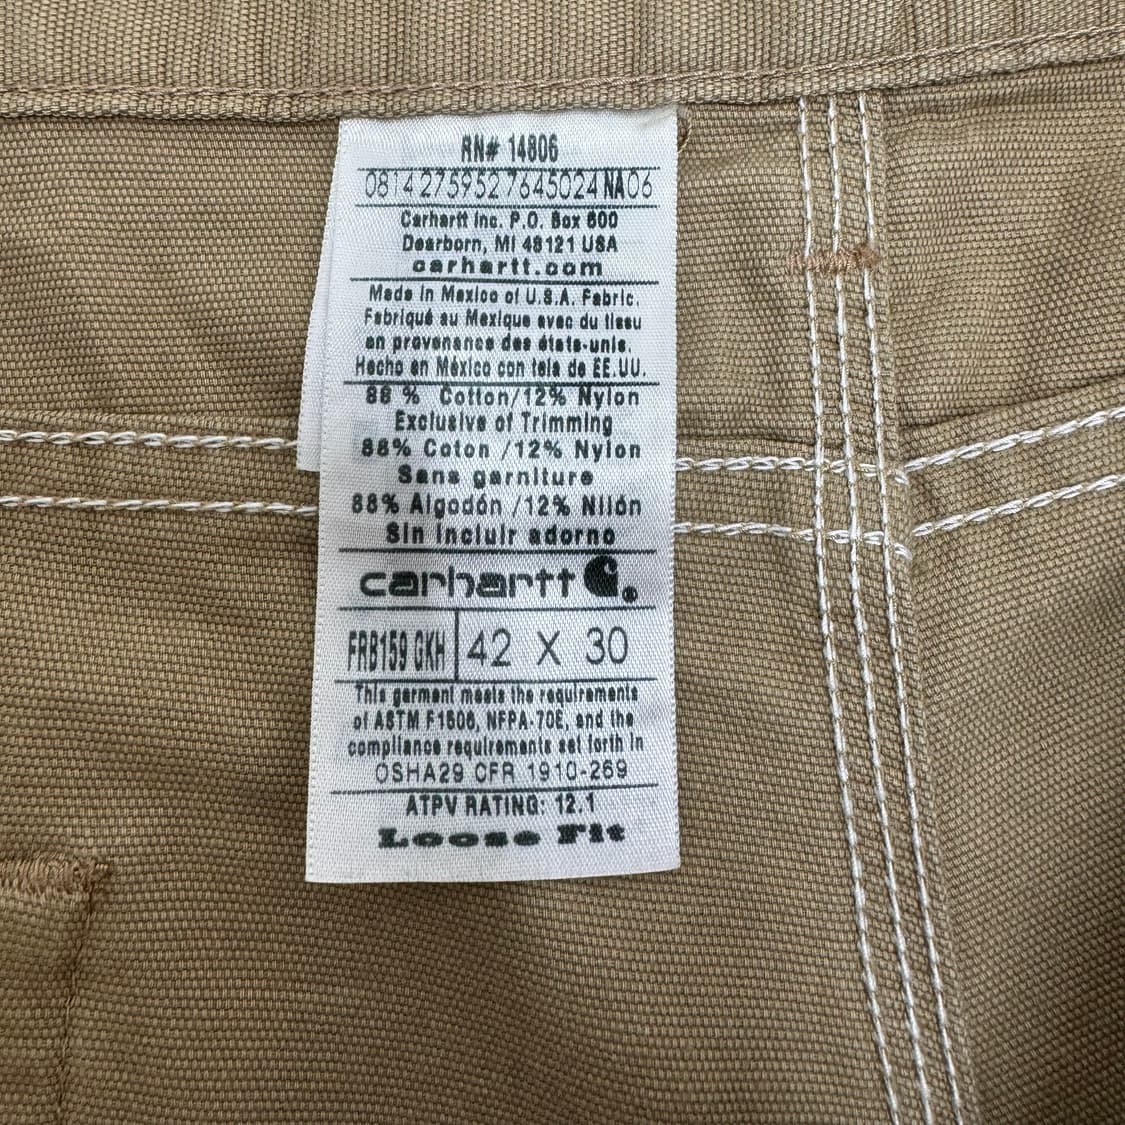 RN# 14806
0814 2759527645024 NA06
Carhartt Inc. P.O. Box 600
Dearborn, MI 48121 USA
carhartt.com
Made in Mexico of U.S.A. Fabric.
Fabriqué au Mexique avec du tissu
en provenance des états-unis.
Hecho en México con tela de EE.UU.
88 % Cotton/12% Nylon
Exclusive of Trimming
88% Coton /12% Nylon
Sans garniture
88% Algodón /12% Nilón
Sin incluir adorno
carhartt
FRB159 GKH 42 X 30
This garment meets the requirements
of ASTM F1506, NFPA-70E, and the
compliance requirements set forth in
OSHA29 CFR 1910-269
ATPV RATING: 12.1
Loose Fit